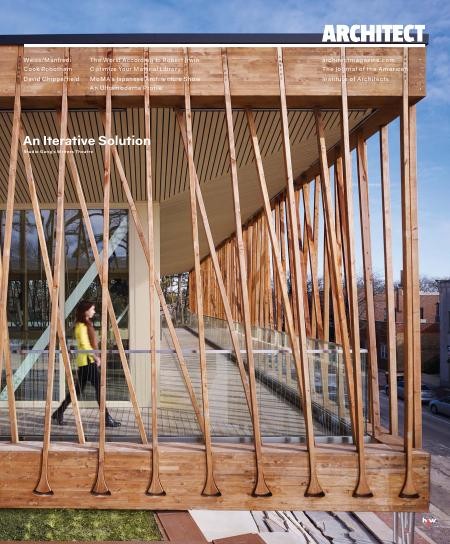 ARCHITECT
Weiss/Manfredi
Cook Robotham
David Chipperfield
The World According to Robert Irwin
Optimize Your Material Library
MoMA's Japanese Architecture Show
An Ultramoderne Profile
architectmagazine.com
The Journal of the American
Institute of Architects
An Iterative Solution
Studio Gang's Writers Theatre